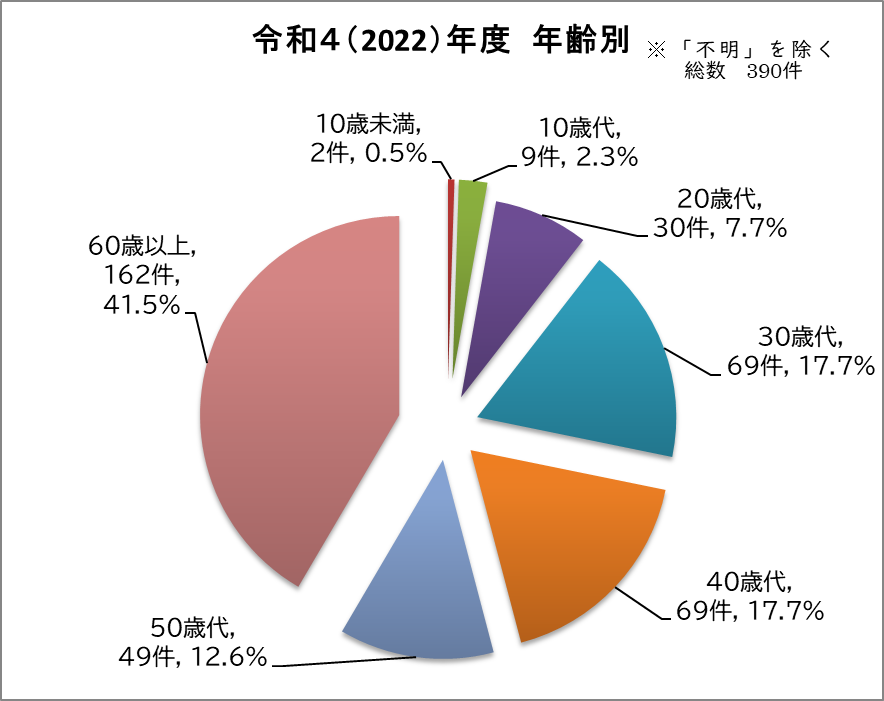 令和４（2022）年度　年齢別
※「不明」を除く
総数　390件
10歳未満,
2件, 0.5%
10歳代,
9件, 2.3%
20歳代,
30件, 7.7%
30歳代,
69件, 17.7%
40歳代,
69件, 17.7%
50歳代,
49件, 12.6%
60歳以上,
162件,
41.5%